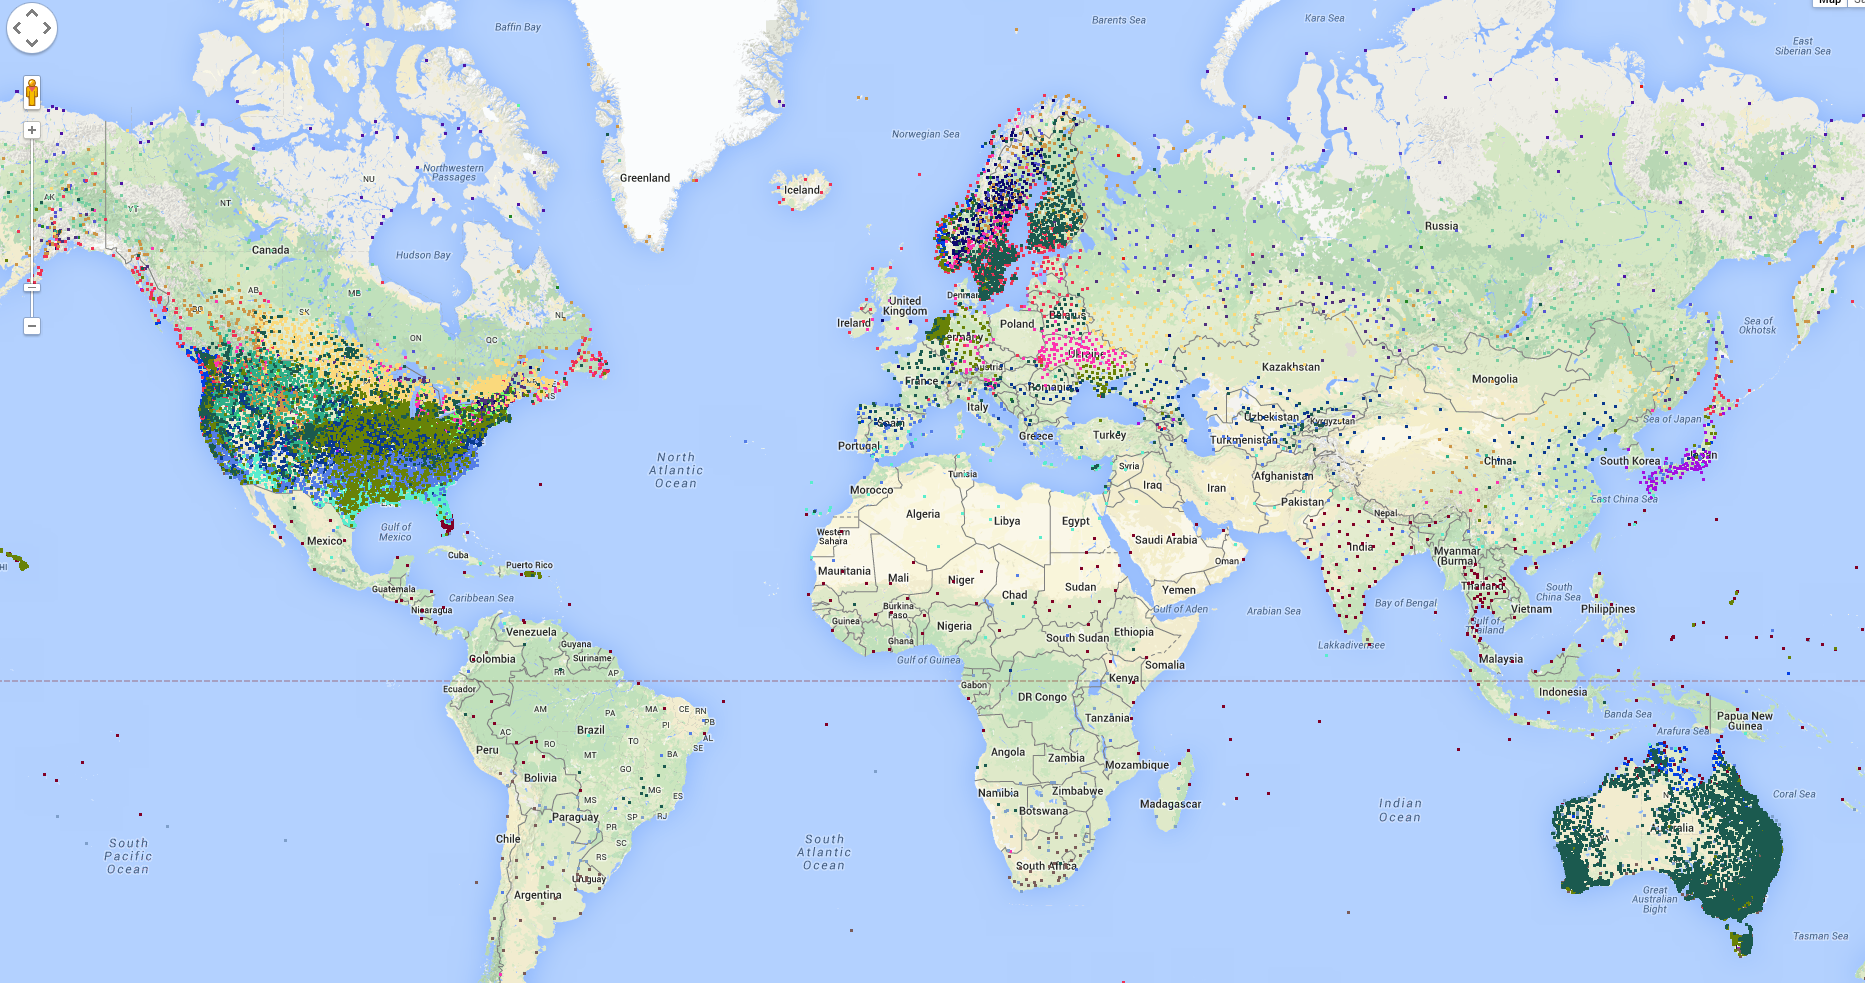 Map
Baffin Bay
Barents Sea
Kara Sea
East
Siberian Sea
Norwegian Sea
Northwestern
Passages
Greenland
Iceland
NU
AK
YT
NT
Canada
Hudson Bay
Russia
AB
MB
SK
ON
QC
NL
NS
United
Kingdom
Ireland
Denmark
Poland
Belarus
Germany
Ukraine
Austria
France
Romania
Italy
Spain
Portugal
Greece
Turkey
Kazakhstan
Mongolia
Sea of
Okhotsk
Uzbekistan
Kyrgyzstan
Turkmenistan
Sea of Japan
Japan
South Korea
China
East China Sea
North
Atlantic
Ocean
Tunisia
Morocco
Algeria
Libya
Egypt
Syria
Iraq
Iran
Afghanistan
Pakistan
Nepal
India
Myanmar
(Burma)
Thailand
Vietnam
South
China Sea
Philippines
Gulf of
Thailand
Bay of Bengal
Arabian Sea
Lakkadivensee
Malaysia
Indonesia
Banda Sea
Papua New
Guinea
Arafura Sea
Saudi Arabia
Oman
Yemen
Gulf of Aden
Western
Sahara
Mauritania
Mali
Niger
Chad
Sudan
Burkina
Faso
Guinea
Ghana
Nigeria
South Sudan
Ethiopia
Somalia
Gulf of Guinea
Gabon
DR Congo
Kenya
Tanzania
Angola
Zambia
Mozambique
Namibia
Zimbabwe
Botswana
Madagascar
South Africa
Gulf of
Mexico
Mexico
Cuba
Puerto Rico
HI
Guatemala
Nicaragua
Caribbean Sea
Venezuela
Guyana
Suriname
Colombia
RR
AP
Ecuador
AM
PA
MA
CE
RN
PB
PI
AL
SE
AC
RO
TO
BA
Brazil
Peru
MT
GO
Bolivia
MG
ES
MS
SP
RJ
Paraguay
PR
SC
Chile
RS
Uruguay
Argentina
South
Pacific
Ocean
South
Atlantic
Ocean
Indian
Ocean
Coral Sea
Australia
Great
Australian
Bight
Tasman Sea